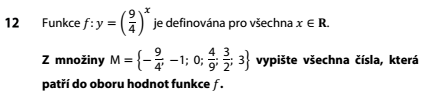 12 Funkce f: y = (9/4)^x je definována pro všechna x ∈ R.
Z množiny M = {−9/4; −1; 0; 4/9; 3/2; 3} vypište všechna čísla, která
patří do oboru hodnot funkce f.